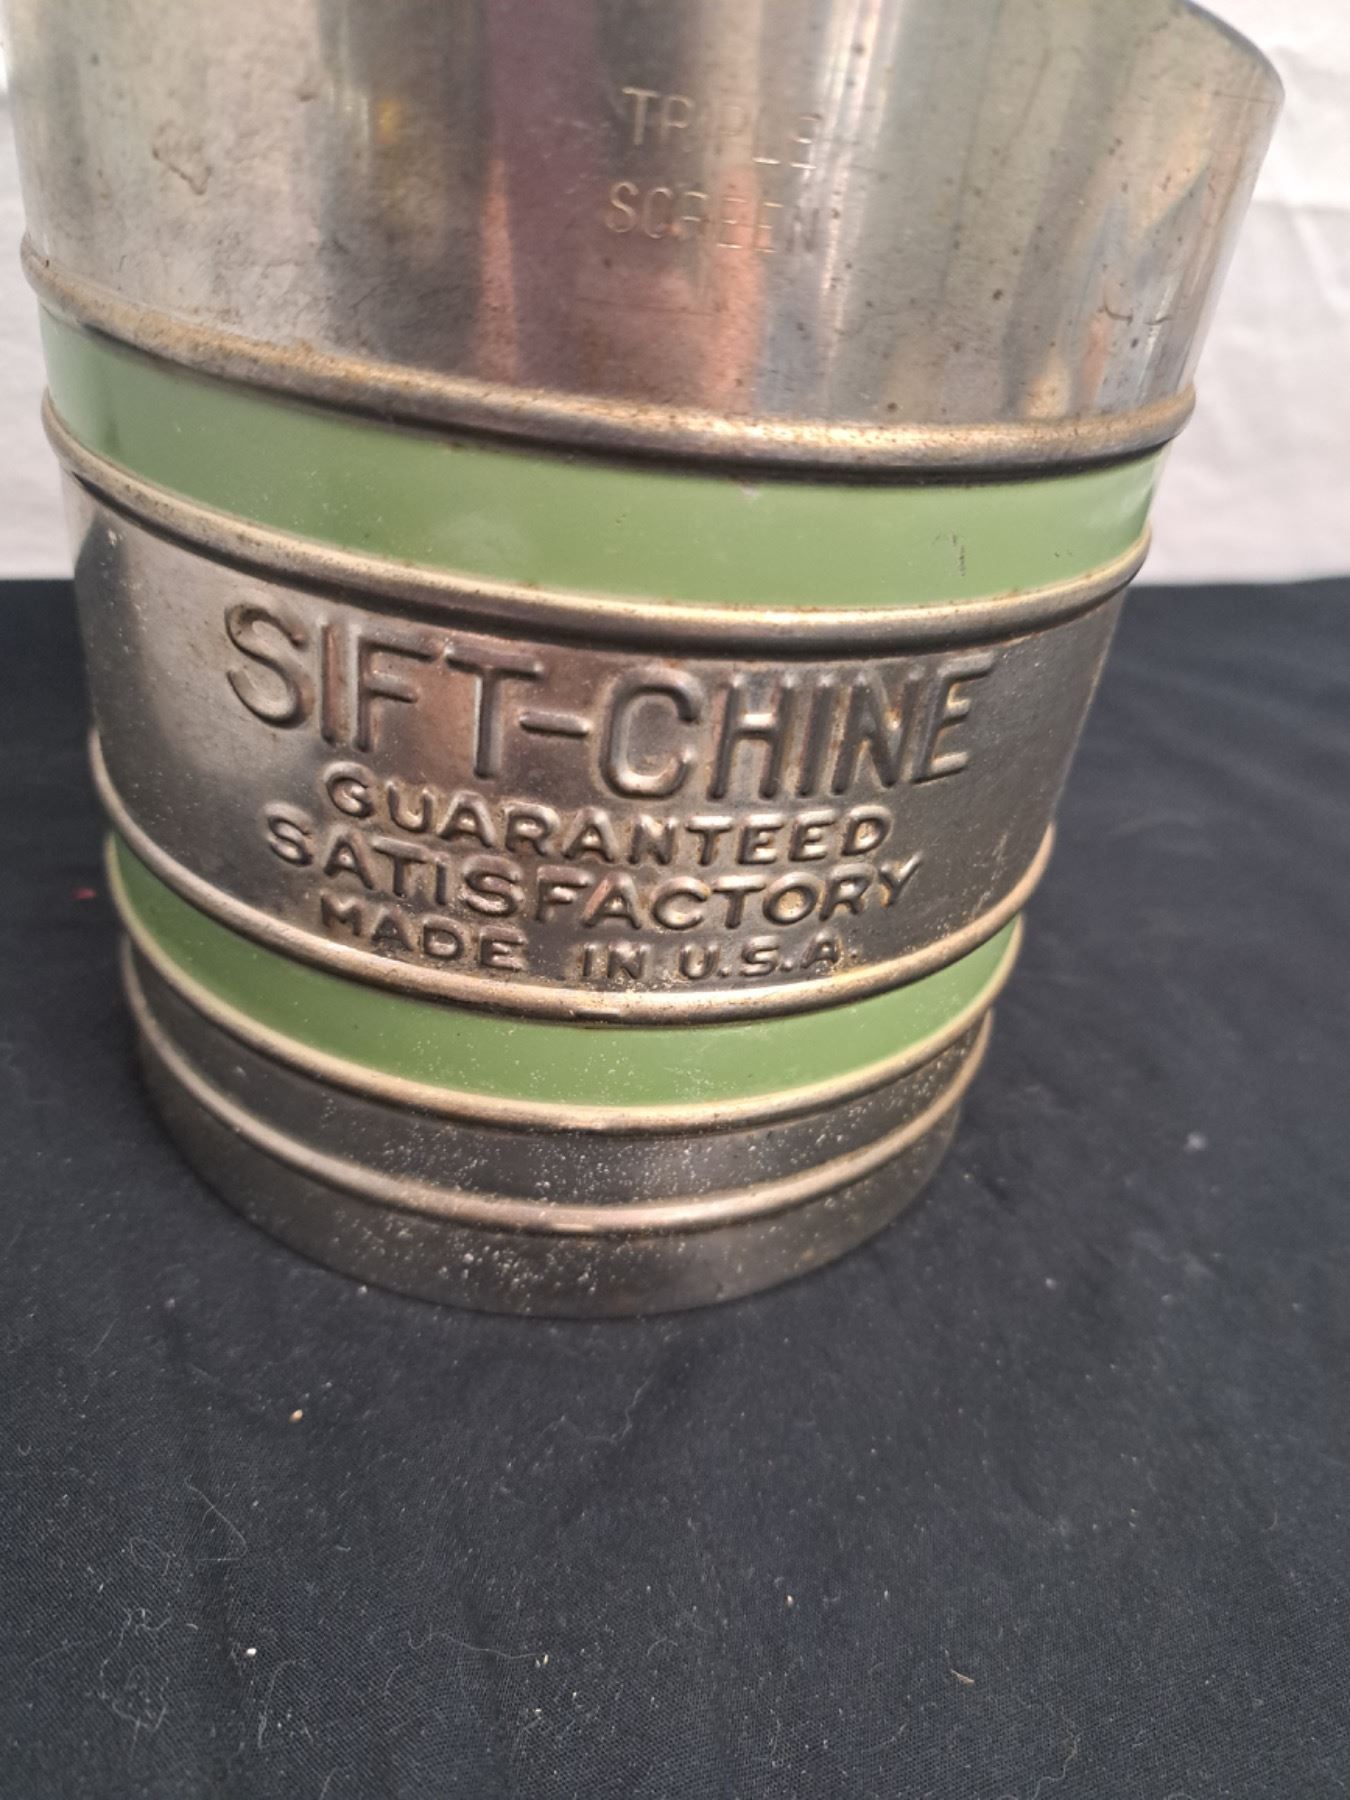 TRIPLE
SCREEN
SIFT-CHINE
GUARANTEED
SATISFACTORY
MADE IN U.S.A.